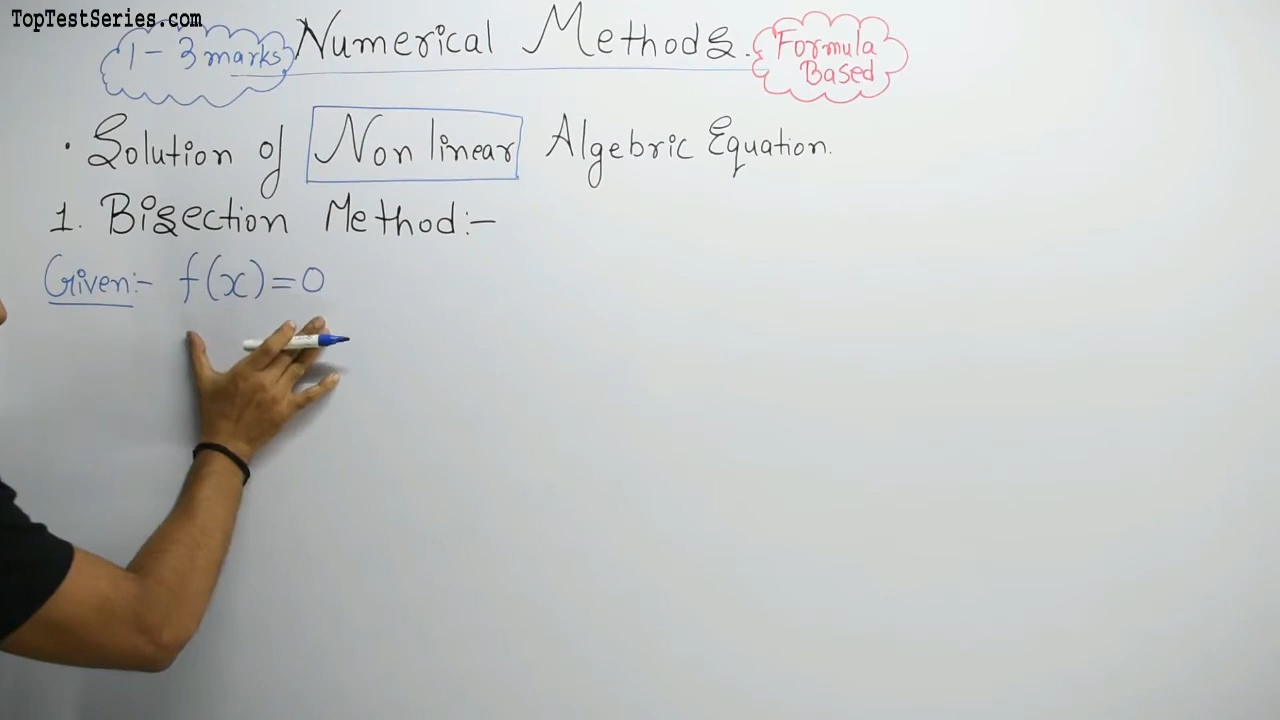 TopTestSeries.com
1 - 3 marks Numerical Methods. Formula Based
• Solution of Non linear Algebric Equation.
1. Bisection Method:-
Given:- f(x)=0